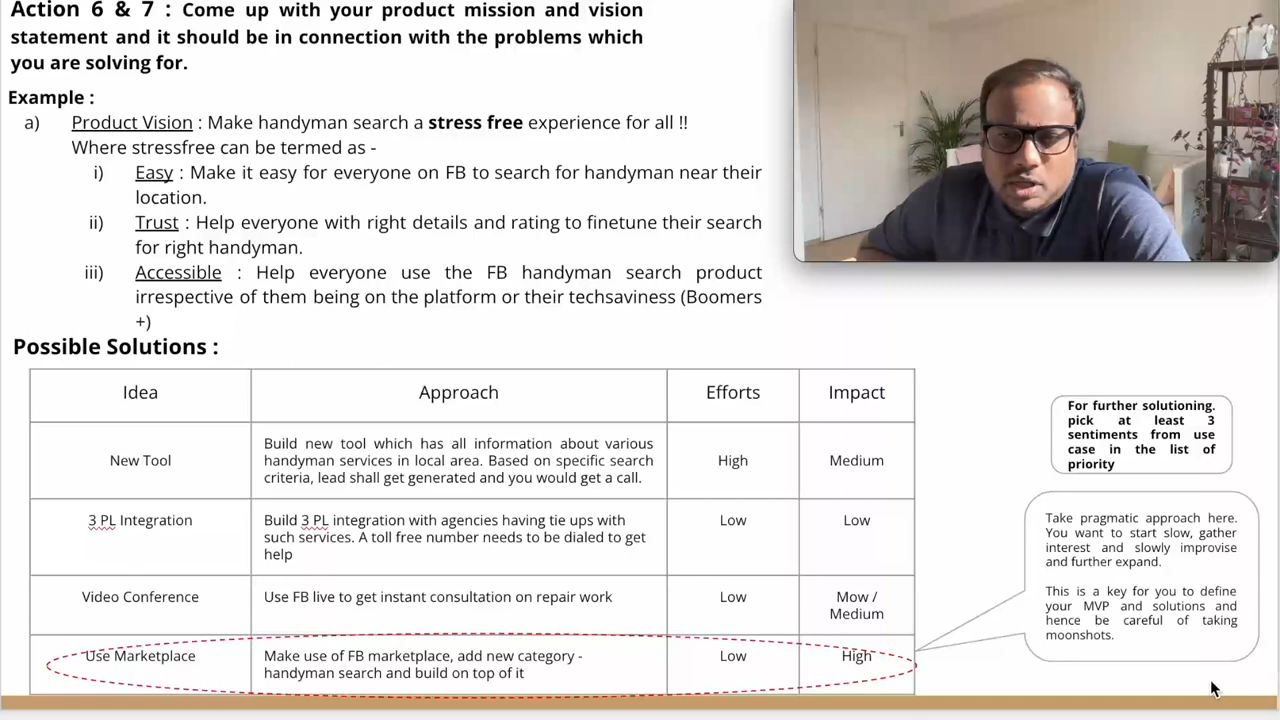 Action 6 & 7 : Come up with your product mission and vision
statement and it should be in connection with the problems which
you are solving for.
Example :
a) Product Vision : Make handyman search a stress free experience for all !!
Where stressfree can be termed as -
i) Easy : Make it easy for everyone on FB to search for handyman near their
location.
ii) Trust : Help everyone with right details and rating to finetune their search
for right handyman.
iii) Accessible : Help everyone use the FB handyman search product
irrespective of them being on the platform or their techsaviness (Boomers
+)
Possible Solutions :
Idea
Approach
Efforts
Impact
New Tool
Build new tool which has all information about various
handyman services in local area. Based on specific search
criteria, lead shall get generated and you would get a call.
High
Medium
3 PL Integration
Build 3 PL integration with agencies having tie ups with
such services. A toll free number needs to be dialed to get
help
Low
Low
Video Conference
Use FB live to get instant consultation on repair work
Low
Mow /
Medium
Use Marketplace
Make use of FB marketplace, add new category -
handyman search and build on top of it
Low
High
For further solutioning.
pick at least 3
sentiments from use
case in the list of
priority
Take pragmatic approach here.
You want to start slow, gather
interest and slowly improvise
and further expand.
This is a key for you to define
your MVP and solutions and
hence be careful of taking
moonshots.